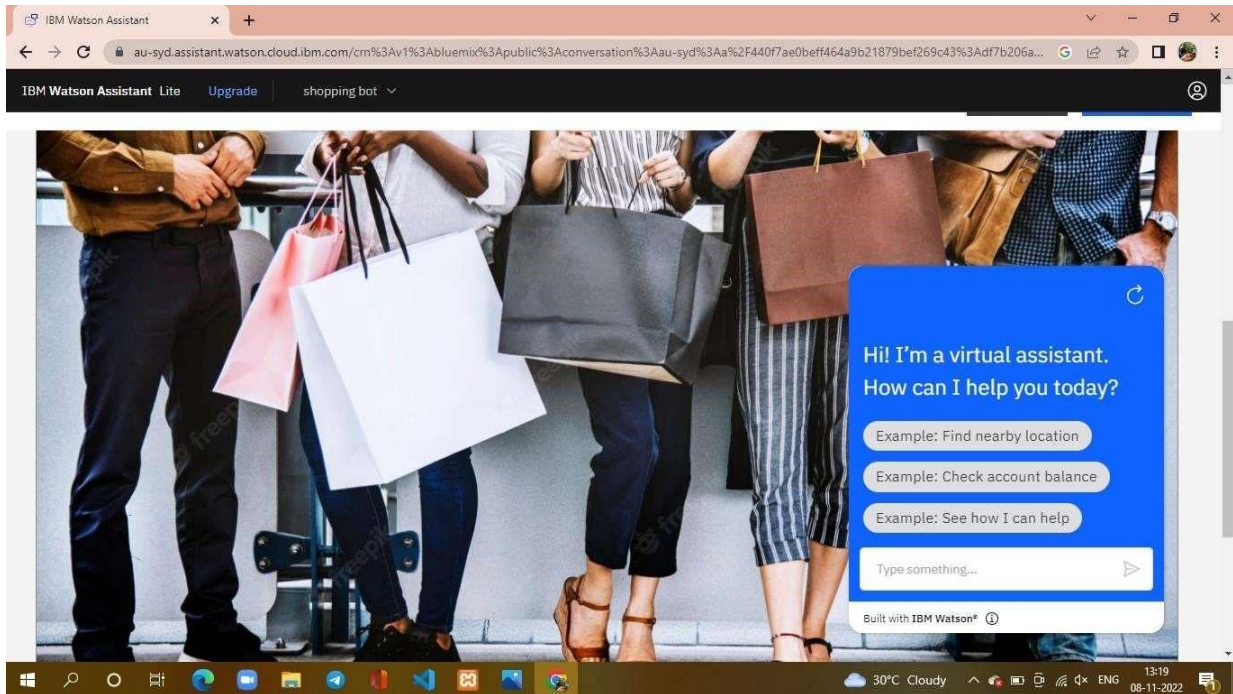 IBM Watson Assistant
au-syd.assistant.watson.cloud.ibm.com/crn%3Av1%3Abluemix%3Apublic%3Aconversation%3Aau-syd%3Aa%2F440f7ae0beff464a9b21879bef269c43%3Adf7b206a...
IBM Watson Assistant Lite Upgrade shopping bot
Hi! I'm a virtual assistant.
How can I help you today?
Example: Find nearby location
Example: Check account balance
Example: See how I can help
Type something...
Built with IBM Watson®
freepik
30°C Cloudy ENG 13:19
08-11-2022